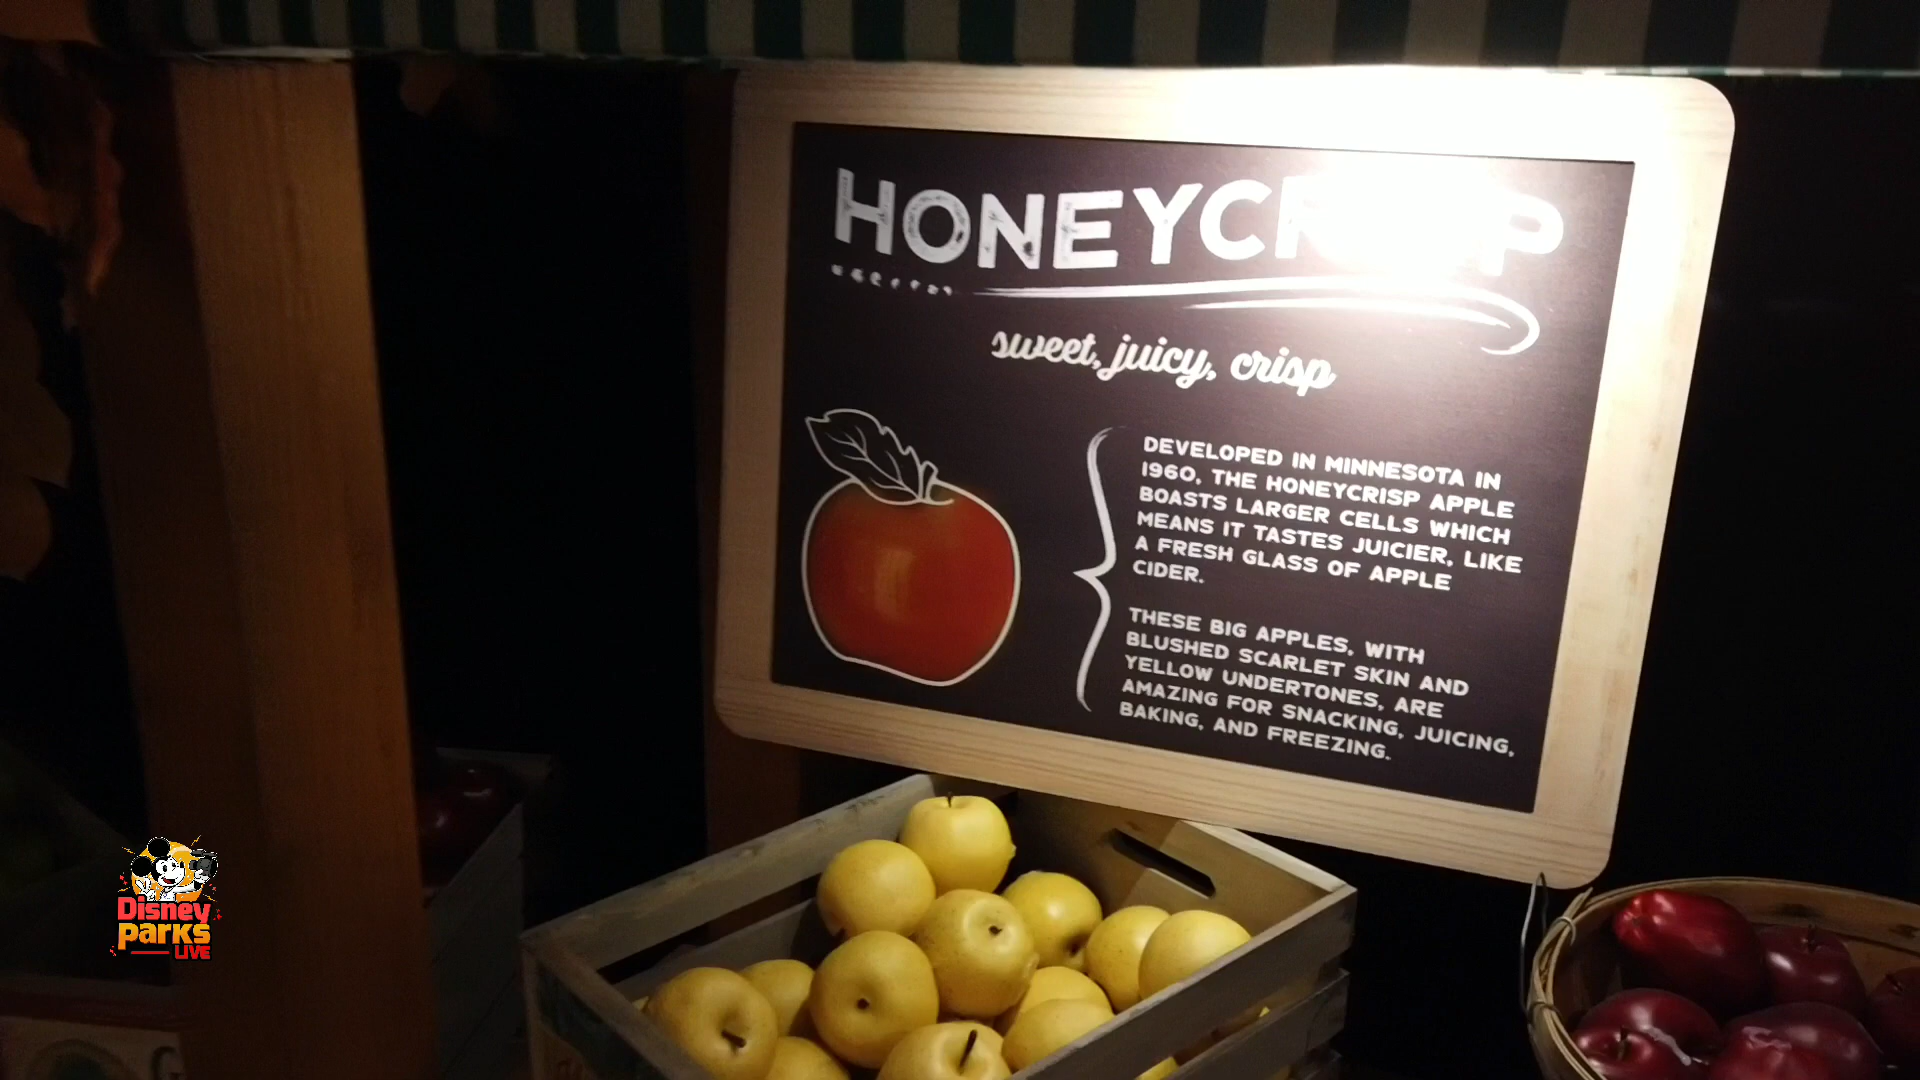 HONEYCRISP
sweet, juicy, crisp
DEVELOPED IN MINNESOTA IN
1960, THE HONEYCRISP APPLE
BOASTS LARGER CELLS WHICH
MEANS IT TASTES JUICIER, LIKE
A FRESH GLASS OF APPLE
CIDER.
THESE BIG APPLES, WITH
BLUSHED SCARLET SKIN AND
YELLOW UNDERTONES, ARE
AMAZING FOR SNACKING, JUICING,
BAKING, AND FREEZING.
Disney
Parks
LIVE